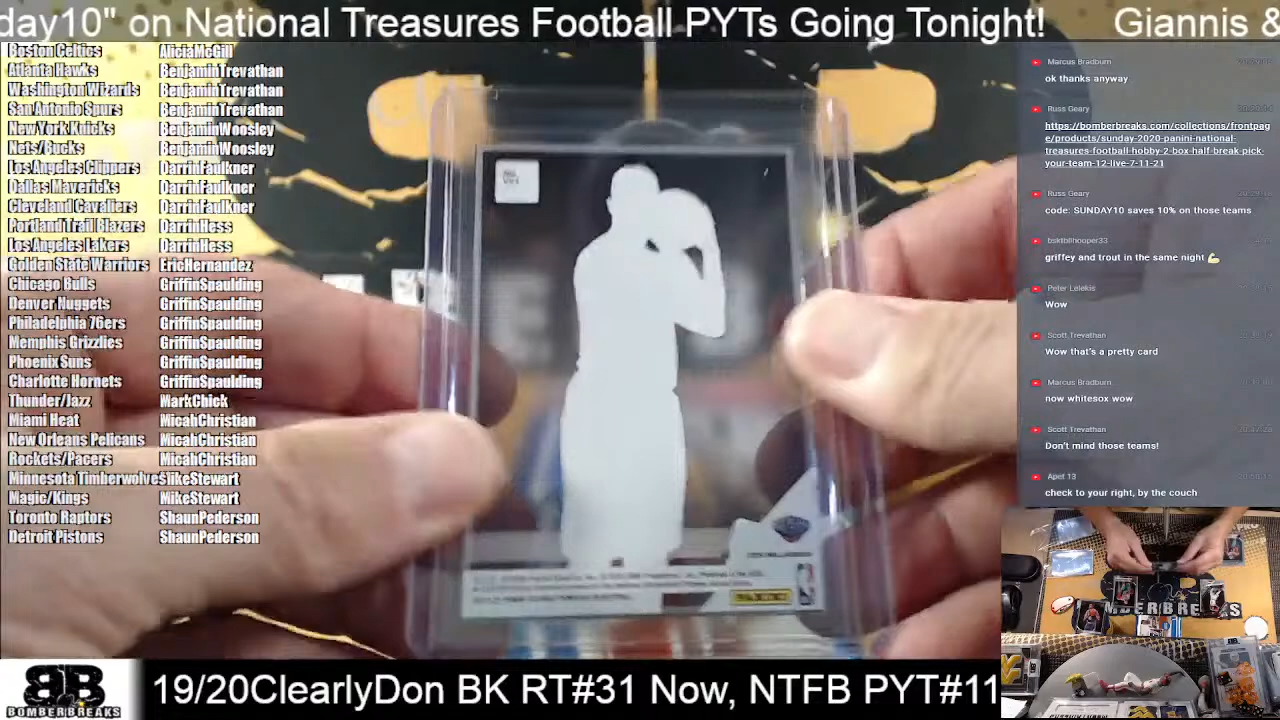 day10" on National Treasures Football PYTs Going Tonight! Giannis &
Boston Celtics AliciaMcGill
Atlanta Hawks BenjaminTrevathan
Washington Wizards BenjaminTrevathan
San Antonio Spurs BenjaminTrevathan
New York Knicks BenjaminWoosley
Nets/Bucks BenjaminWoosley
Los Angeles Clippers DarrinFaulkner
Dallas Mavericks DarrinFaulkner
Cleveland Cavaliers DarrinFaulkner
Portland Trail Blazers DarrinHess
Los Angeles Lakers DarrinHess
Golden State Warriors EricHernandez
Chicago Bulls GriffinSpaulding
Denver Nuggets GriffinSpaulding
Philadelphia 76ers GriffinSpaulding
Memphis Grizzlies GriffinSpaulding
Phoenix Suns GriffinSpaulding
Charlotte Hornets GriffinSpaulding
Thunder/Jazz MarkChick
Miami Heat MicahChristian
New Orleans Pelicans MicahChristian
Rockets/Pacers MicahChristian
Minnesota Timberwolves MikeStewart
Magic/Kings MikeStewart
Toronto Raptors ShaunPederson
Detroit Pistons ShaunPederson
Marcus Bradburn
ok thanks anyway
Russ Geary
https://bomberbreaks.com/collections/frontpag
e/products/sunday-2020-panini-national-
treasures-football-hobby-2-box-half-break-pick-
your-team-12-live-7-11-21
Russ Geary
code: SUNDAY10 saves 10% on those teams
bsktbllhooper33
griffey and trout in the same night 💪
Peter Lelekis
Wow
Scott Trevathan
Wow that's a pretty card
Marcus Bradburn
now whitesox wow
Scott Trevathan
Don't mind those teams!
Apet 13
check to your right, by the couch
BOMBERBREAKS
19/20ClearlyDon BK RT#31 Now, NTFB PYT#11